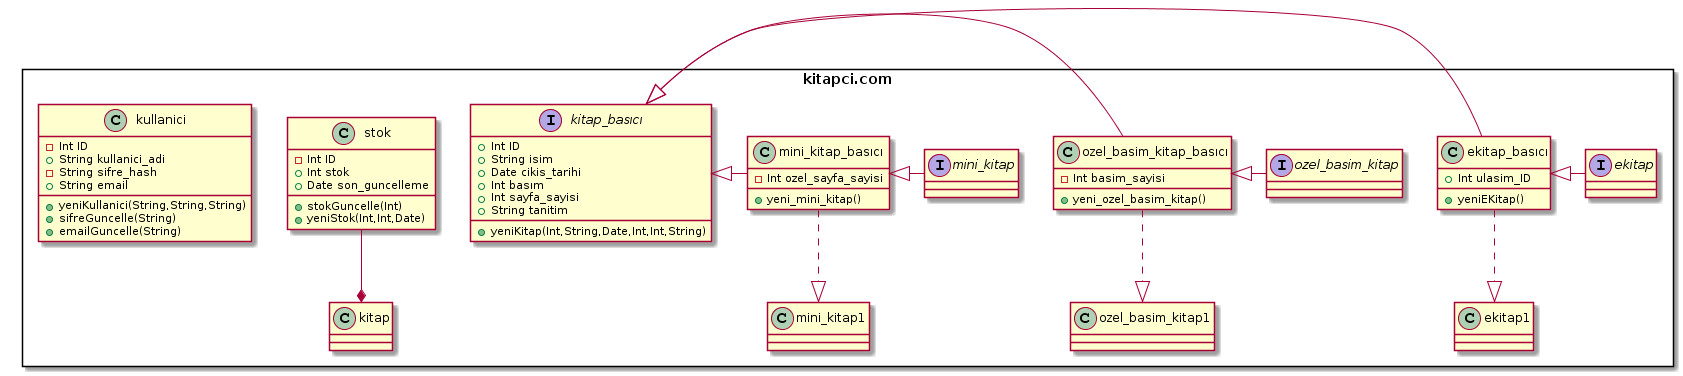 kitapci.com
C kullanici
Int ID
String kullanici_adi
String sifre_hash
String email
yeniKullanici(String,String,String)
sifreGuncelle(String)
emailGuncelle(String)
C stok
Int ID
Int stok
Date son_guncelleme
stokGuncelle(Int)
yeniStok(Int,Int,Date)
I kitap_basıcı
Int ID
String isim
Date cikis_tarihi
Int basım
Int sayfa_sayisi
String tanitim
yeniKitap(Int,String,Date,Int,Int,String)
C mini_kitap_basıcı
Int ozel_sayfa_sayisi
yeni_mini_kitap()
I mini_kitap
C ozel_basim_kitap_basıcı
Int basim_sayisi
yeni_ozel_basim_kitap()
I ozel_basim_kitap
C ekitap_basıcı
Int ulasim_ID
yeniEKitap()
I ekitap
C kitap
C mini_kitap1
C ozel_basim_kitap1
C ekitap1